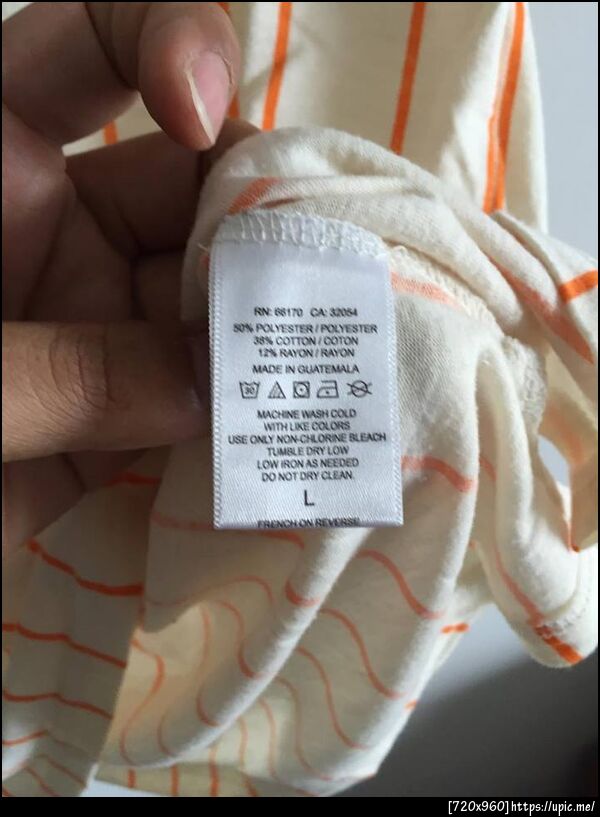 RN: 66170 CA: 32054
50% POLYESTER / POLYESTER
38% COTTON / COTON
12% RAYON / RAYON
MADE IN GUATEMALA
30
MACHINE WASH COLD
WITH LIKE COLORS
USE ONLY NON-CHLORINE BLEACH
TUMBLE DRY LOW
LOW IRON AS NEEDED
DO NOT DRY CLEAN.
L
FRENCH ON REVERSE
[720x960]https://upic.me/